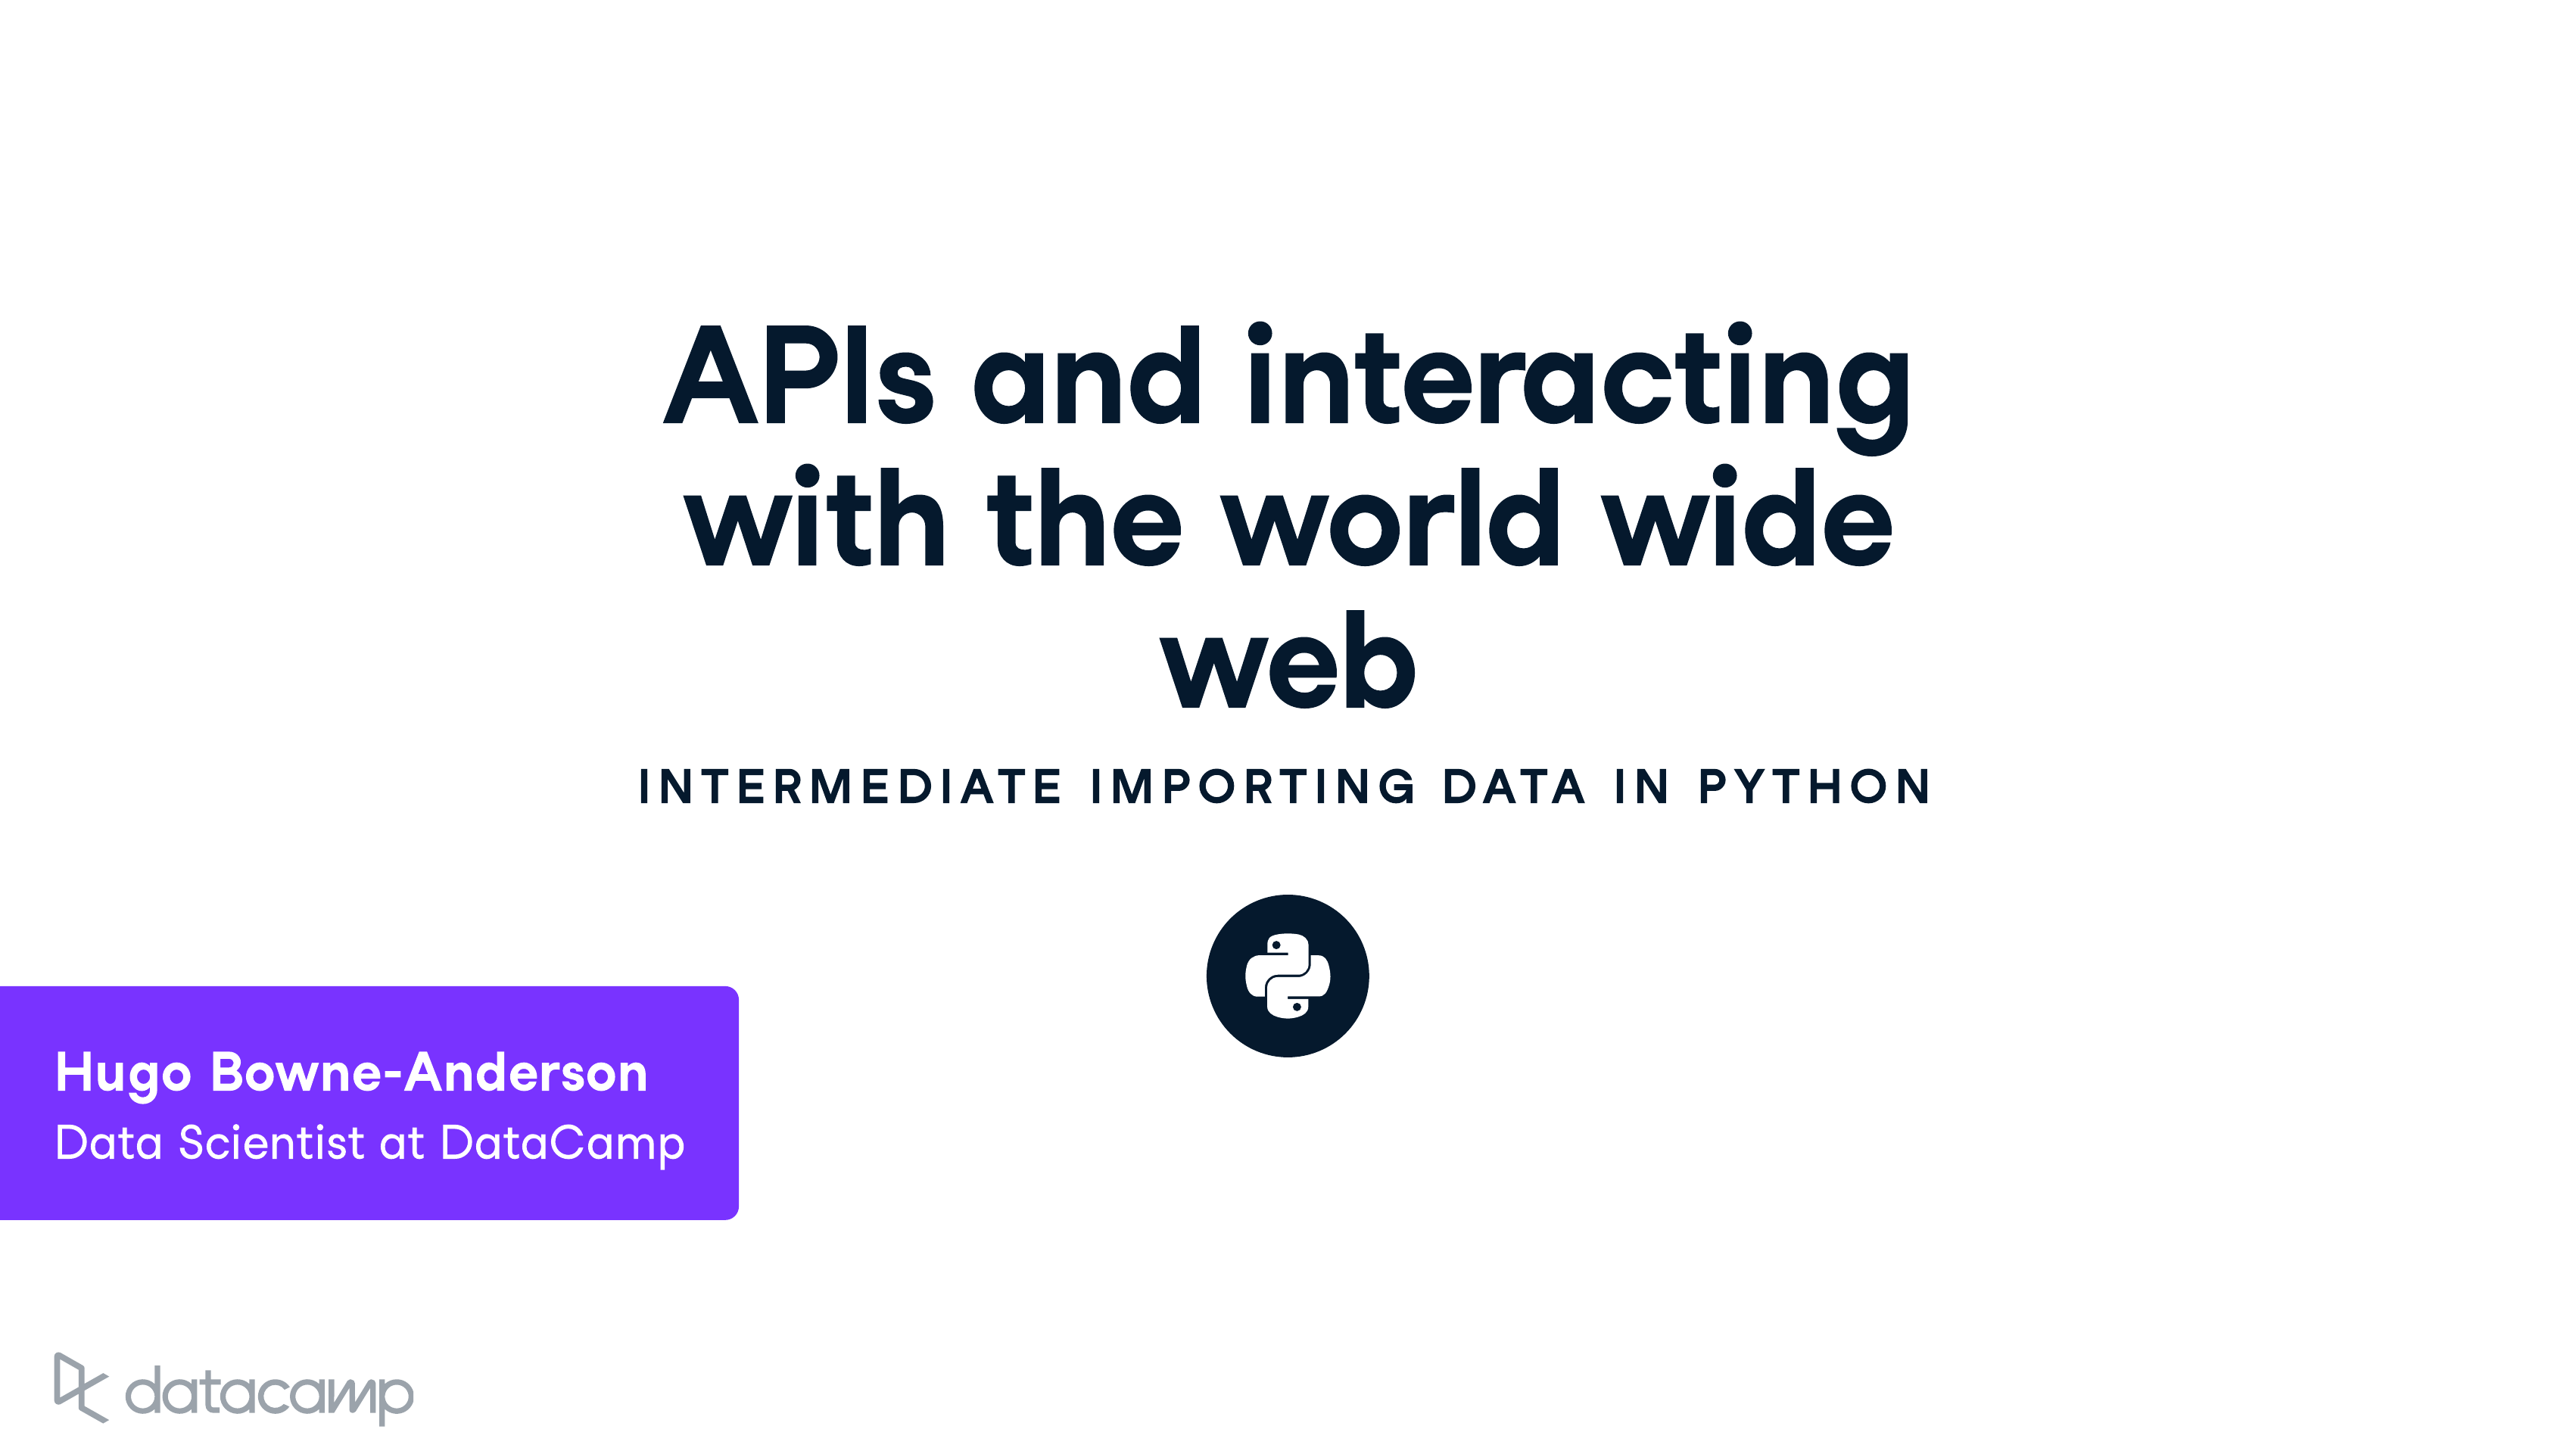 APIs and interacting
with the world wide
web
INTERMEDIATE IMPORTING DATA IN PYTHON
Hugo Bowne-Anderson
Data Scientist at DataCamp
datacamp